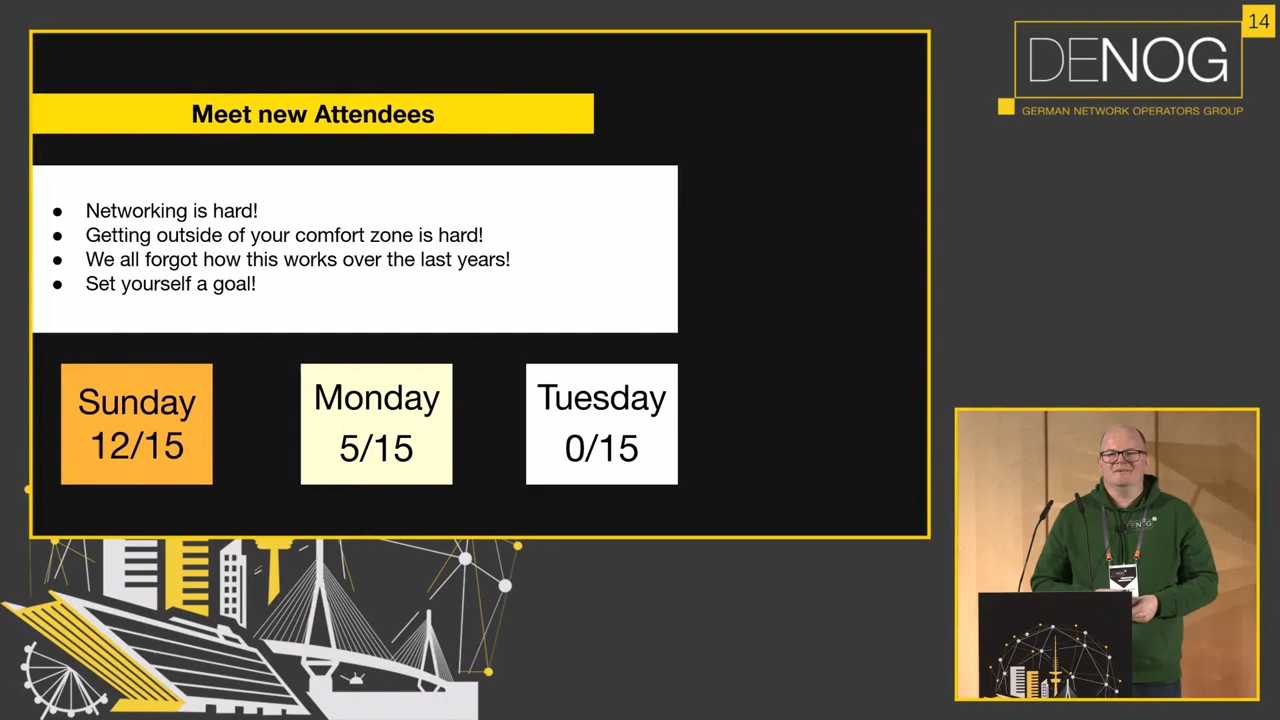 14
DENOG
GERMAN NETWORK OPERATORS GROUP
Meet new Attendees
● Networking is hard!
● Getting outside of your comfort zone is hard!
● We all forgot how this works over the last years!
● Set yourself a goal!
Sunday
12/15
Monday
5/15
Tuesday
0/15
DENOG